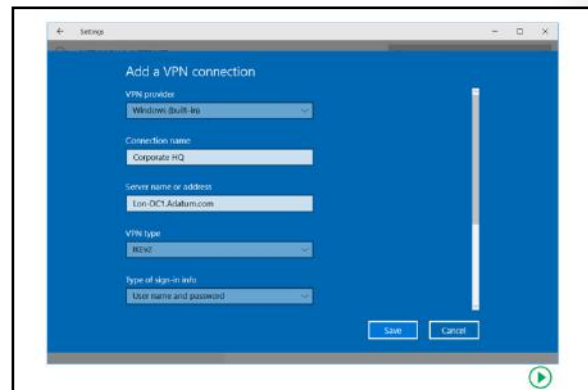 Settings
Add a VPN connection
VPN provider
Windows (built-in)
Connection name
Corporate HQ
Server name or address
Lon-DC1.Adatum.com
VPN type
IKEv2
Type of sign-in info
User name and password
Save Cancel